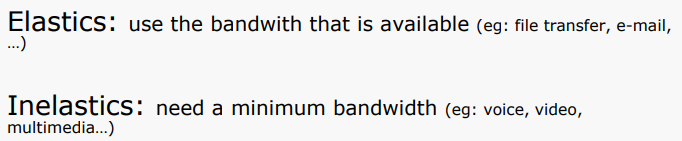 Elastics: use the bandwith that is available (eg: file transfer, e-mail,
...)
Inelastics: need a minimum bandwidth (eg: voice, video,
multimedia...)